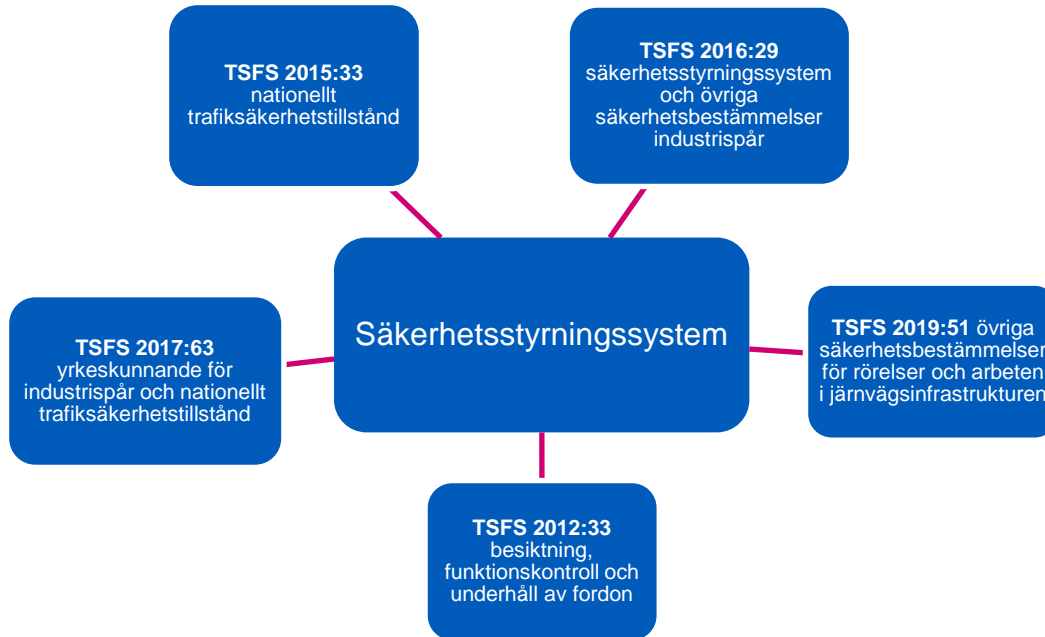 TSFS 2015:33
nationellt
trafiksäkerhetstillstånd
TSFS 2016:29
säkerhetsstyrningssystem
och övriga
säkerhetsbestämmelser
industrispår
Säkerhetsstyrningssystem
TSFS 2017:63
yrkeskunnande för
industrispår och nationellt
trafiksäkerhetstillstånd
TSFS 2019:51 övriga
säkerhetsbestämmelser
för rörelser och arbeten
i järnvägsinfrastrukturen
TSFS 2012:33
besiktning,
funktionskontroll och
underhåll av fordon